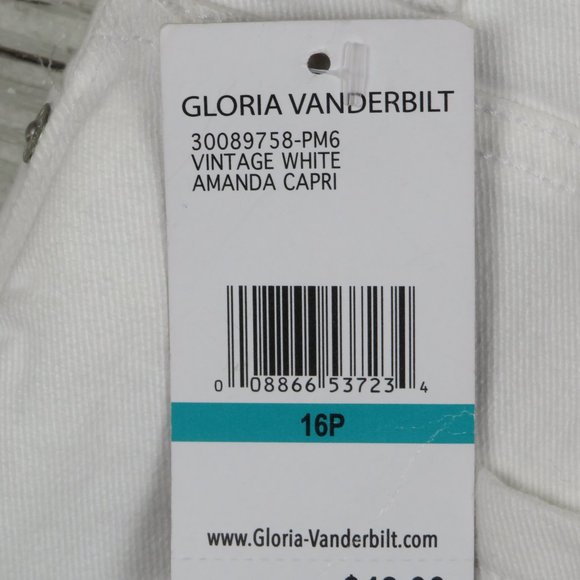 GLORIA VANDERBILT
30089758-PM6
VINTAGE WHITE
AMANDA CAPRI
0 08866 53723 4
16P
www.Gloria-Vanderbilt.com